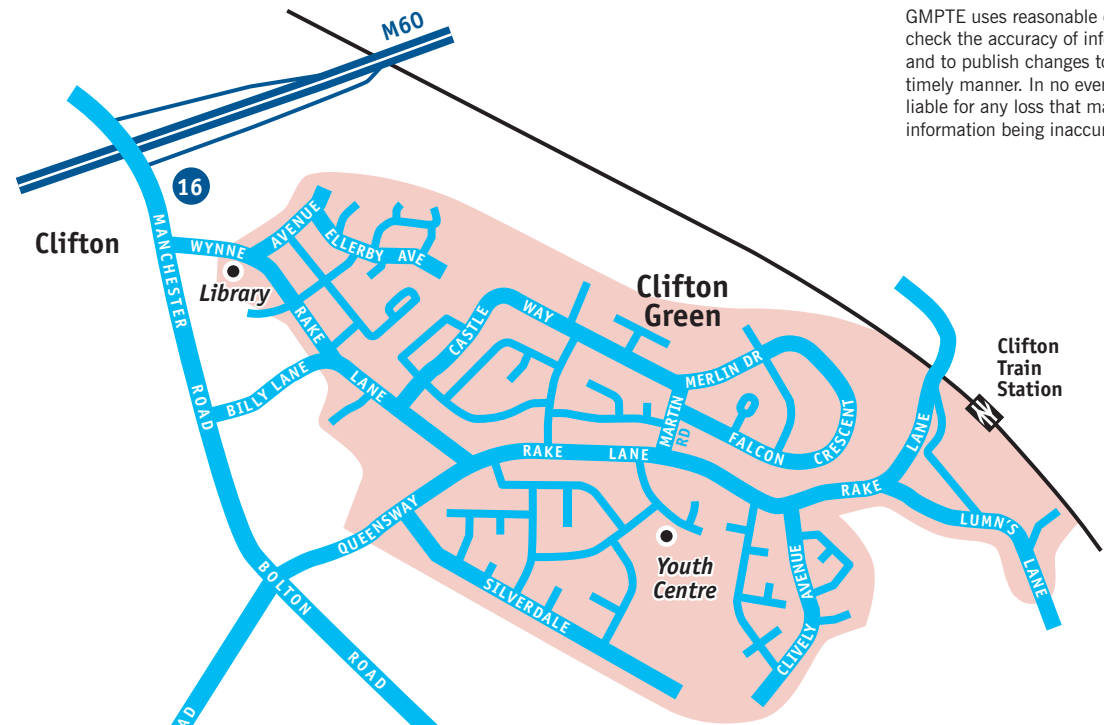 GMPTE uses reasonable
check the accuracy of
and to publish changes
timely manner. In no
liable for any loss that
information being
M60
16
Clifton
MANCHESTER ROAD
WYNNE AVENUE
ELLERBY AVE
Library
RAKE LANE
BILLY LANE
CASTLE WAY
Clifton
Green
MERLIN DR
MARTIN RD
FALCON CRESCENT
Clifton
Train
Station
RAKE LANE
RAKE LANE
LUMN'S LANE
QUEENSWAY
SILVERDALE
Youth
Centre
CLIVELY AVENUE
BOLTON ROAD